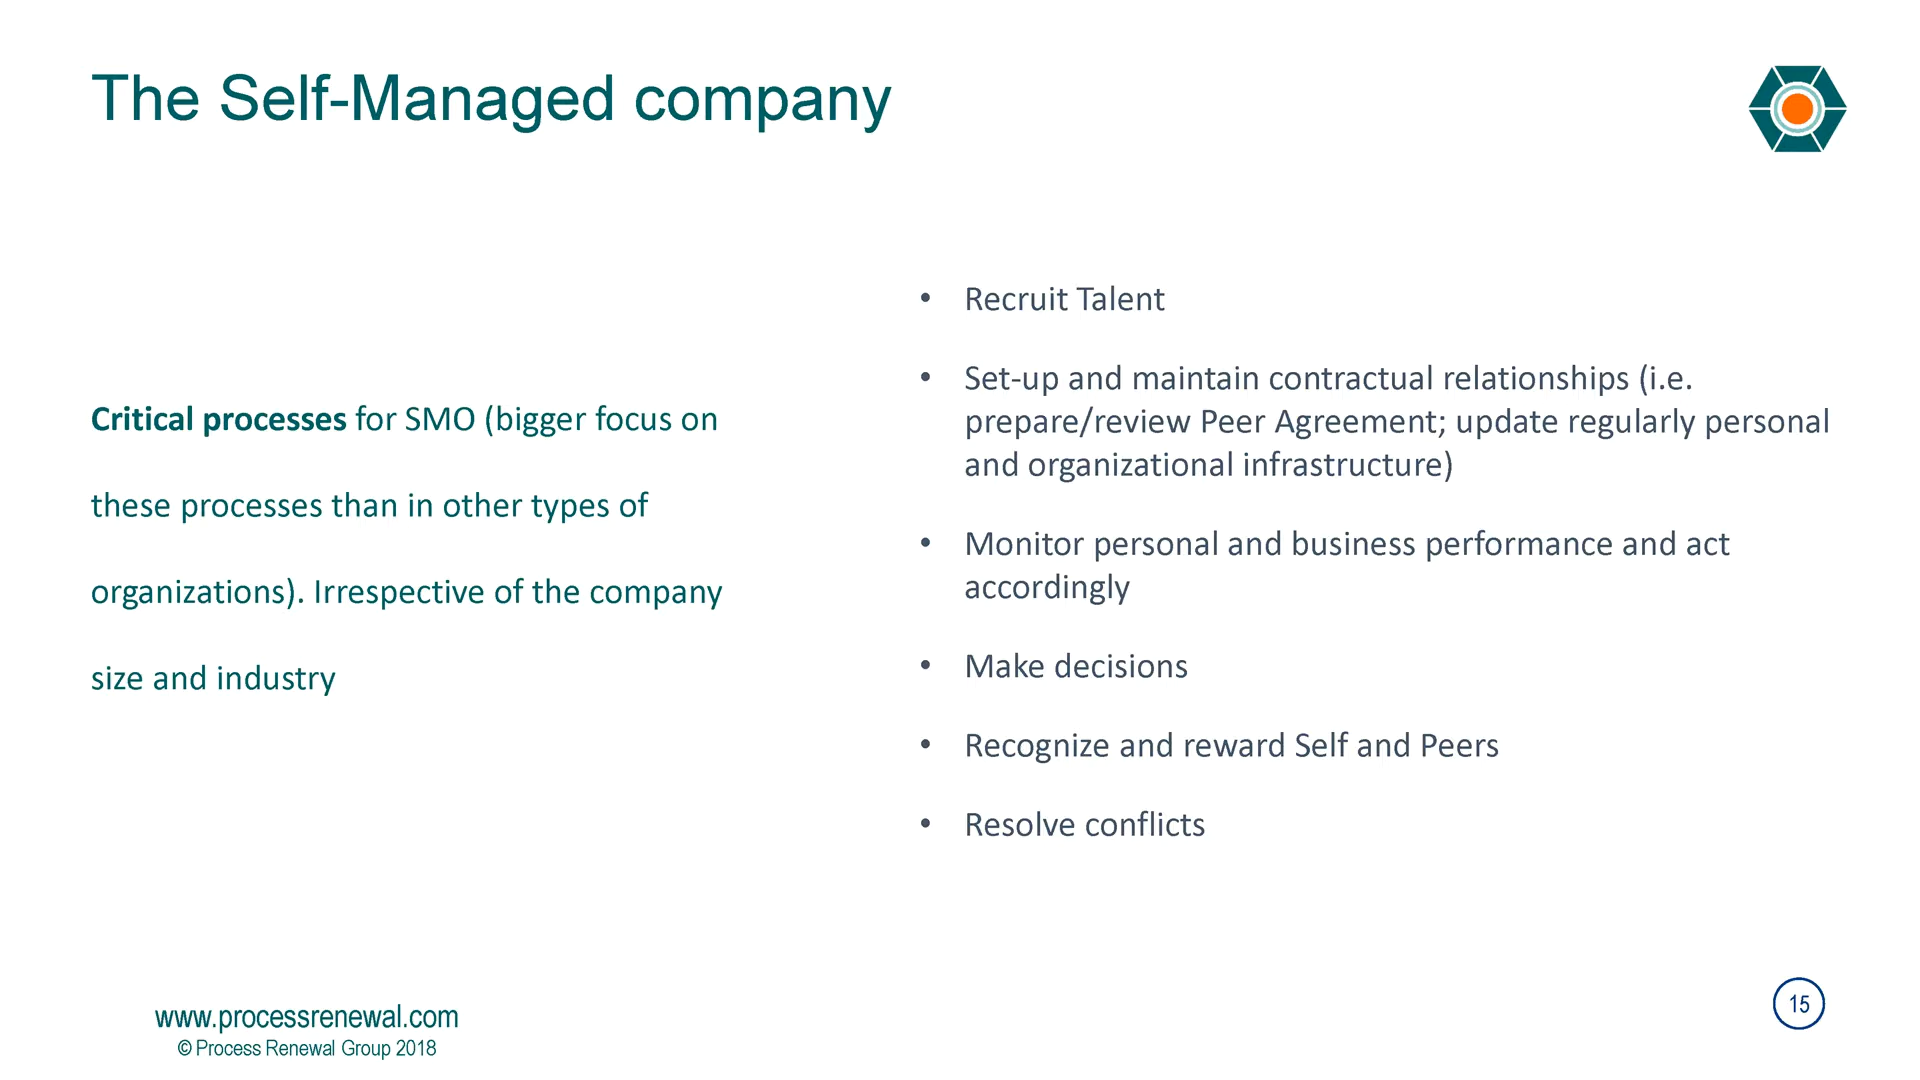 The Self-Managed company
Critical processes for SMO (bigger focus on
these processes than in other types of
organizations). Irrespective of the company
size and industry
• Recruit Talent
• Set-up and maintain contractual relationships (i.e.
prepare/review Peer Agreement; update regularly personal
and organizational infrastructure)
• Monitor personal and business performance and act
accordingly
• Make decisions
• Recognize and reward Self and Peers
• Resolve conflicts
www.processrenewal.com
© Process Renewal Group 2018
15